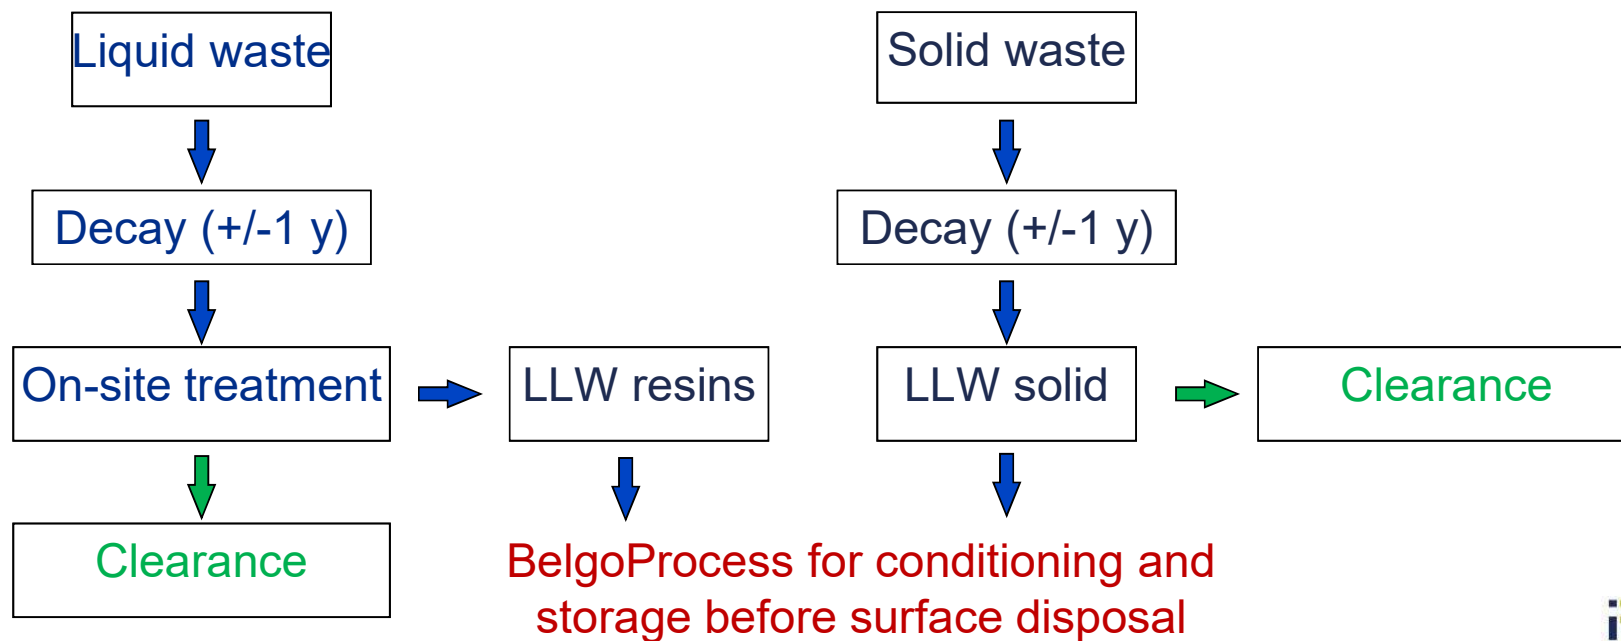 Liquid waste
Solid waste
Decay (+/-1 y)
Decay (+/-1 y)
On-site treatment
LLW resins
LLW solid
Clearance
Clearance
BelgoProcess for conditioning and
storage before surface disposal